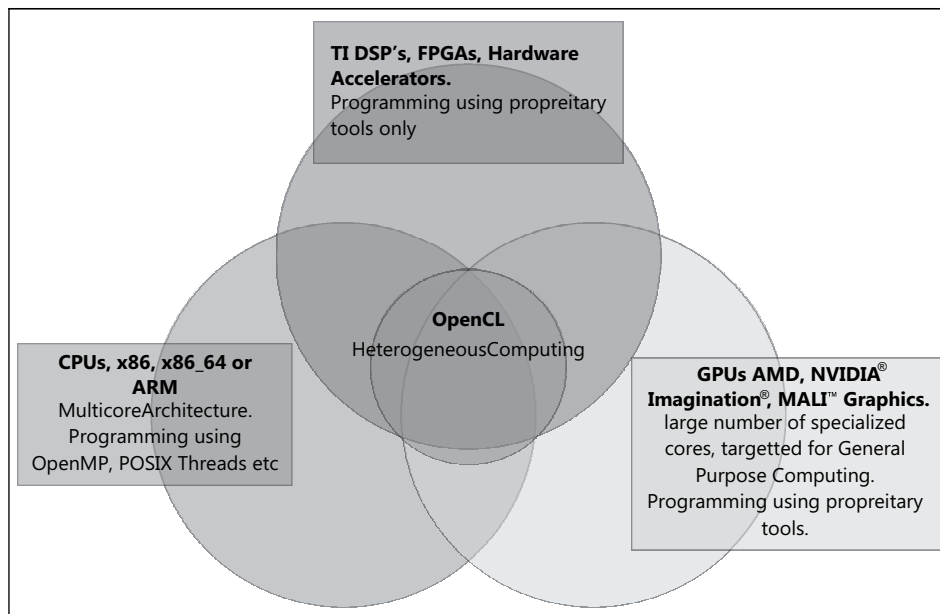 TI DSP's, FPGAs, Hardware
Accelerators.
Programming using propreitary
tools only
OpenCL
HeterogeneousComputing
CPUs, x86, x86_64 or
ARM
MulticoreArchitecture.
Programming using
OpenMP, POSIX Threads etc
GPUs AMD, NVIDIA®
Imagination®, MALI™ Graphics.
large number of specialized
cores, targetted for General
Purpose Computing.
Programming using propreitary
tools.